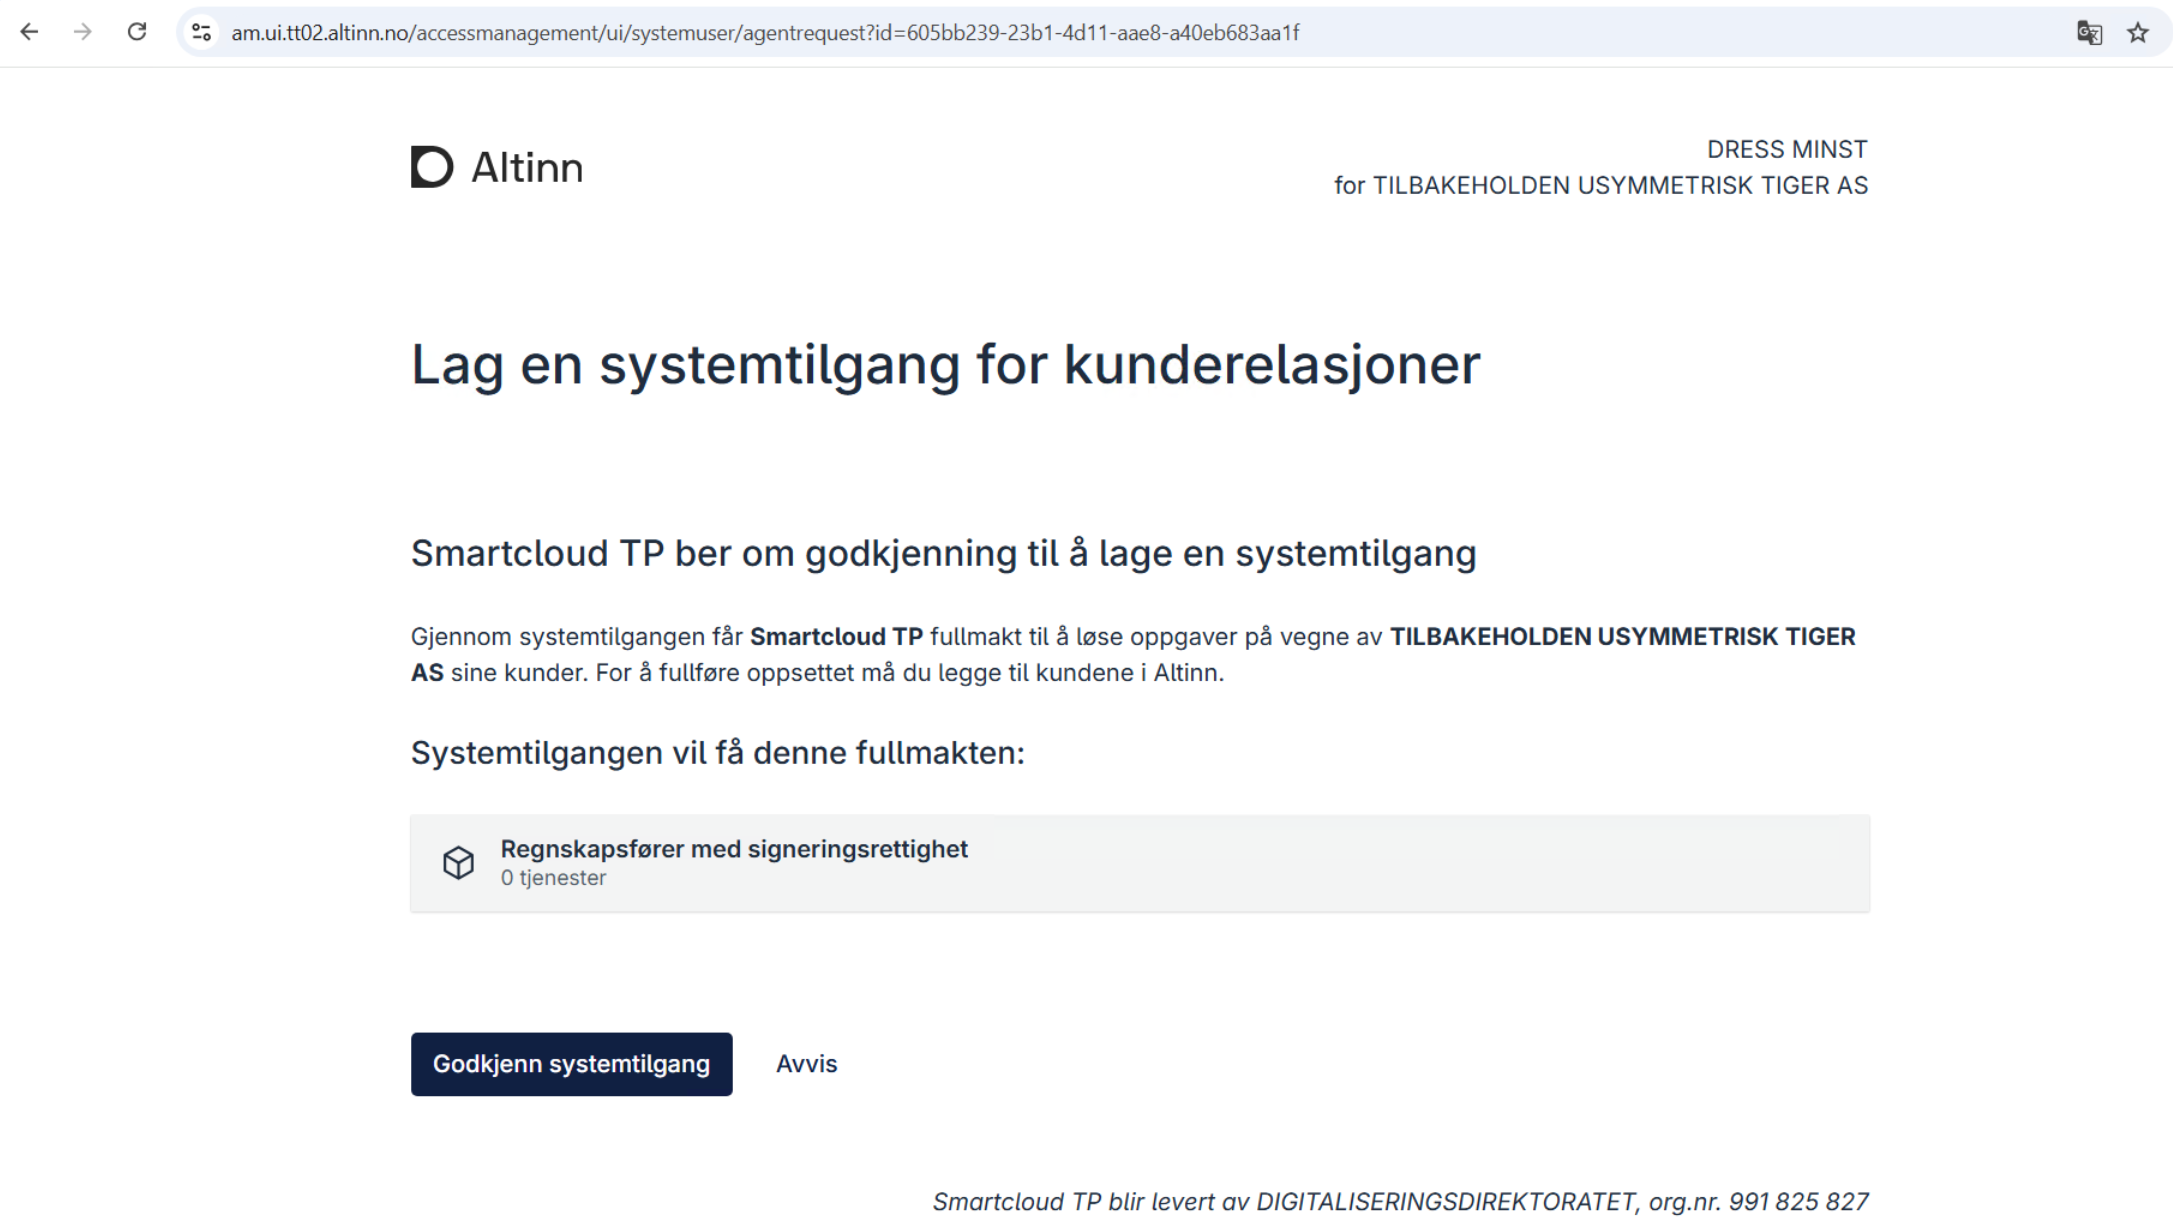 am.ui.tt02.altinn.no/accessmanagement/ui/systemuser/agentrequest?id=605bb239-23b1-4d11-aae8-a40eb683aa1f
Altinn
DRESS MINST
for TILBAKEHOLDEN USYMMETRISK TIGER AS
Lag en systemtilgang for kunderelasjoner
Smartcloud TP ber om godkjenning til å lage en systemtilgang
Gjennom systemtilgangen får Smartcloud TP fullmakt til å løse oppgaver på vegne av TILBAKEHOLDEN USYMMETRISK TIGER
AS sine kunder. For å fullføre oppsettet må du legge til kundene i Altinn.
Systemtilgangen vil få denne fullmakten:
Regnskapsfører med signeringsrettighet
0 tjenester
Godkjenn systemtilgang
Avvis
Smartcloud TP blir levert av DIGITALISERINGSDIREKTORATET, org.nr. 991 825 827